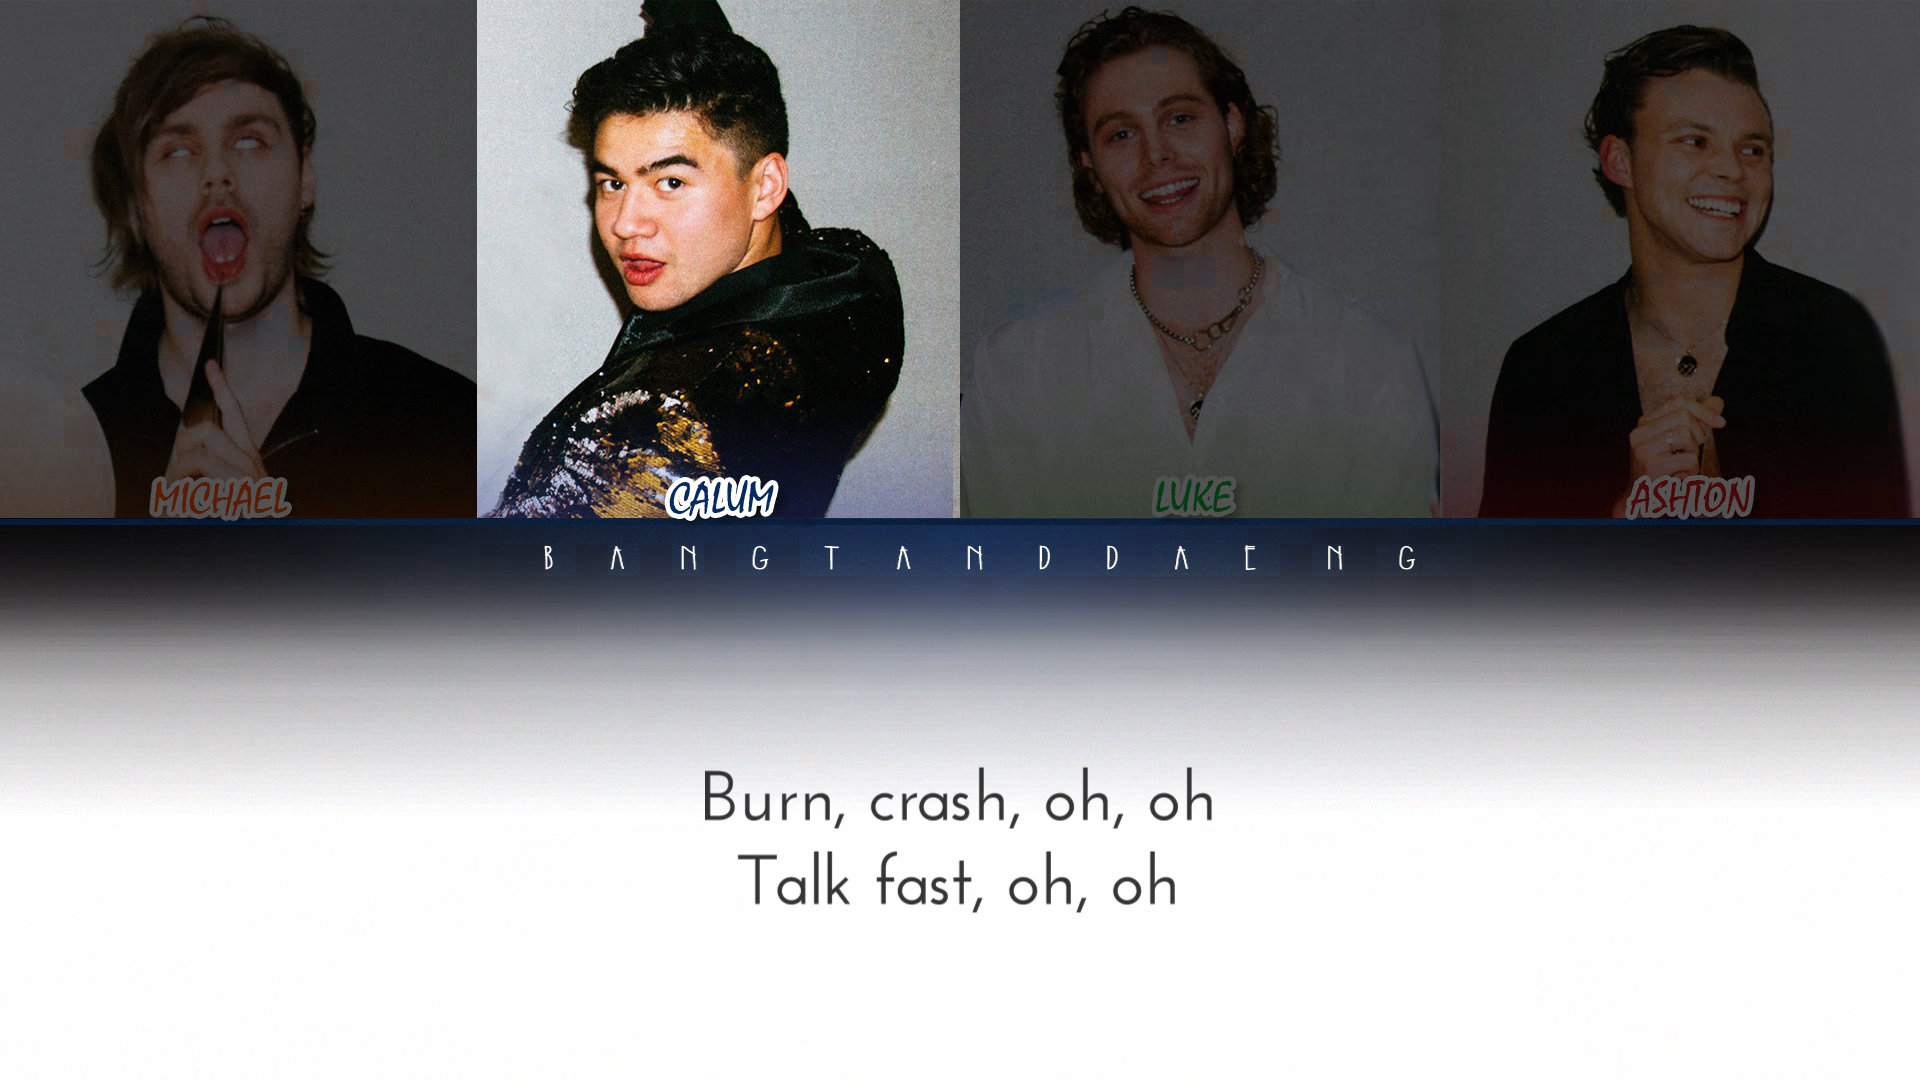 MICHAEL
CALUM
LUKE
ASHTON
BANGTANDDAENG
Burn, crash, oh, oh
Talk fast, oh, oh